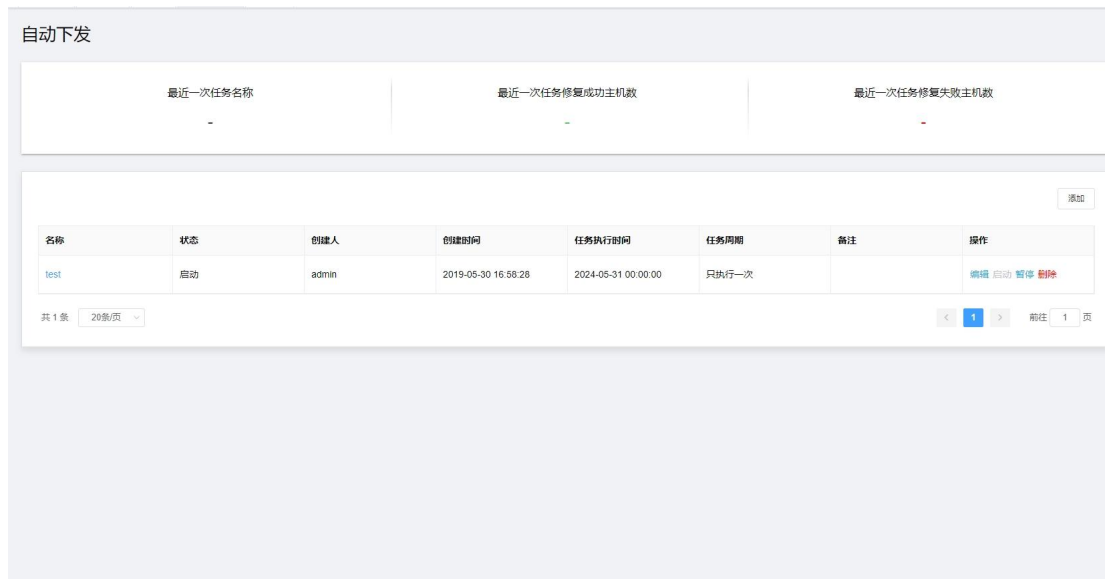 自动下发
最近一次任务名称 最近一次任务修复成功主机数 最近一次任务修复失败主机数
- - -
添加
名称 状态 创建人 创建时间 任务执行时间 任务周期 备注 操作
test 启动 admin 2019-05-30 16:58:28 2024-05-31 00:00:00 只执行一次 编辑 启动 暂停 删除
共 1 条 20条/页 < 1 > 前往 1 页